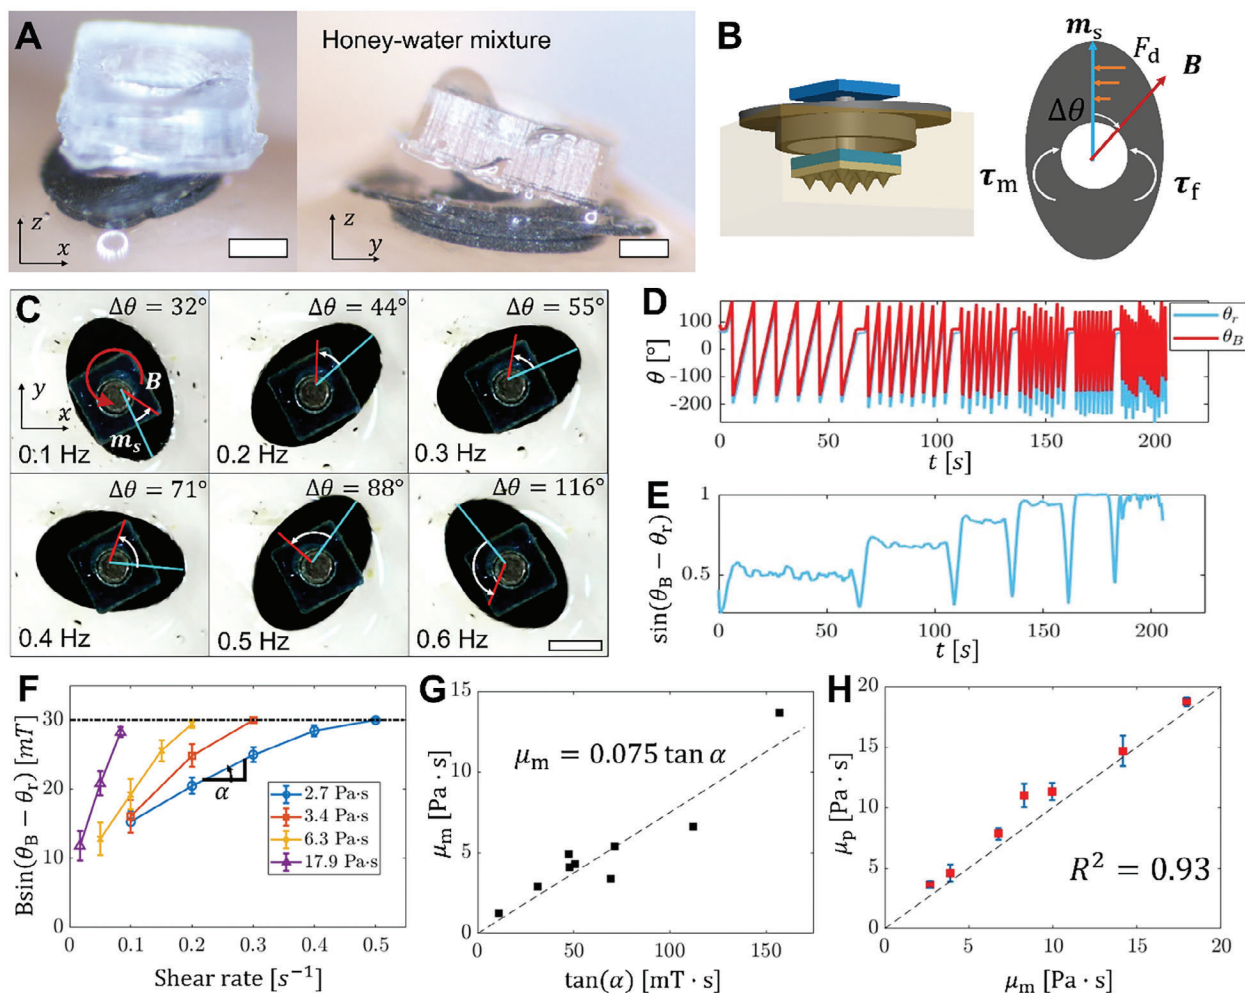 A
Honey-water mixture
z
x
z
y
B
m_s
F_d
B
Δθ
τ_m
τ_f
C
Δθ = 32°
B
y
x
m_s
0.1 Hz
Δθ = 44°
0.2 Hz
Δθ = 55°
0.3 Hz
Δθ = 71°
0.4 Hz
Δθ = 88°
0.5 Hz
Δθ = 116°
0.6 Hz
D
θ [°]
100
0
-100
-200
0
50
100
150
200
t [s]
θ_r
θ_B
E
sin(θ_B − θ_r)
1
0.5
0
50
100
150
200
t [s]
F
Bsin(θ_B − θ_r) [mT]
30
20
10
0
0
0.1
0.2
0.3
0.4
0.5
Shear rate [s⁻¹]
α
2.7 Pa·s
3.4 Pa·s
6.3 Pa·s
17.9 Pa·s
G
μ_m [Pa · s]
15
10
5
0
0
50
100
150
tan(α) [mT · s]
μ_m = 0.075 tan α
H
μ_p [Pa · s]
20
15
10
5
0
0
5
10
15
20
μ_m [Pa · s]
R² = 0.93